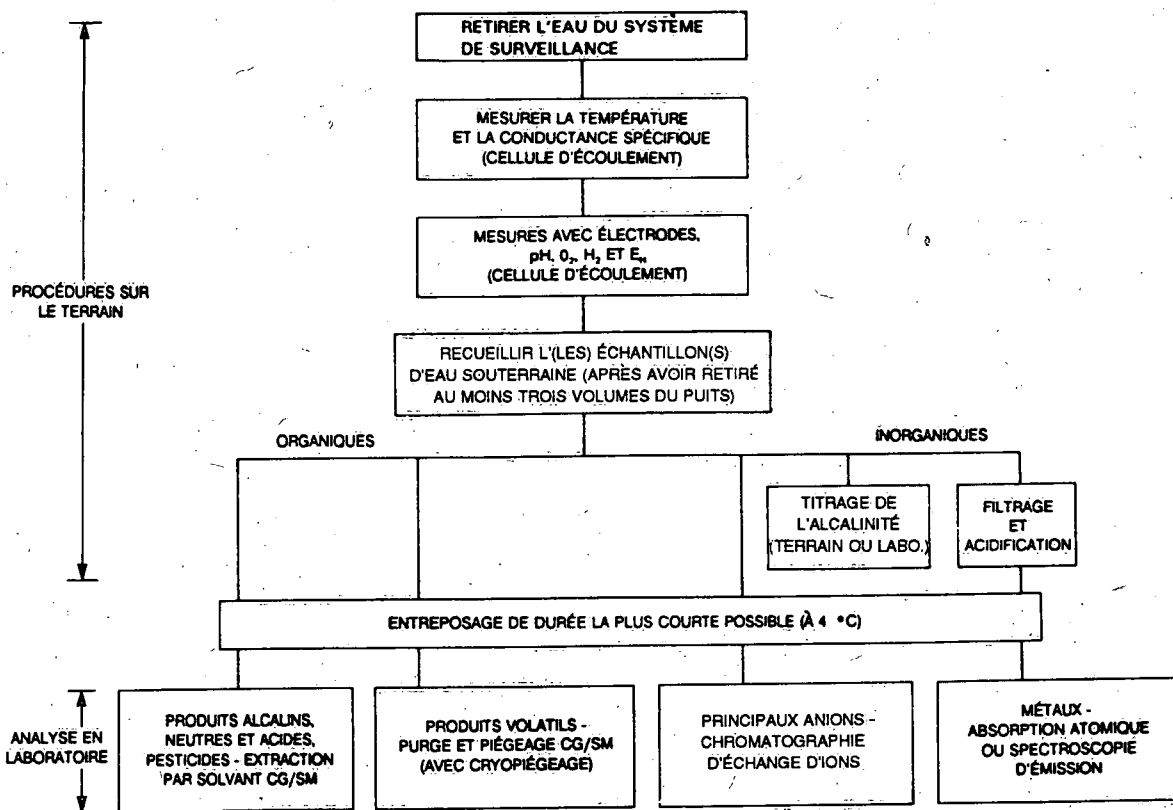 RETIRER L'EAU DU SYSTÈME
DE SURVEILLANCE
MESURER LA TEMPÉRATURE
ET LA CONDUCTANCE SPÉCIFIQUE
(CELLULE D'ÉCOULEMENT)
MESURES AVEC ÉLECTRODES,
pH, O₂, H₂ ET Eₕ
(CELLULE D'ÉCOULEMENT)
PROCÉDURES SUR
LE TERRAIN
RECUEILLIR L'(LES) ÉCHANTILLON(S)
D'EAU SOUTERRAINE (APRÈS AVOIR RETIRÉ
AU MOINS TROIS VOLUMES DU PUITS)
ORGANIQUES
INORGANIQUES
TITRAGE DE
L'ALCALINITÉ
(TERRAIN OU LABO.)
FILTRAGE
ET
ACIDIFICATION
ENTREPOSAGE DE DURÉE LA PLUS COURTE POSSIBLE (À 4 °C)
ANALYSE EN
LABORATOIRE
PRODUITS ALCALINS,
NEUTRES ET ACIDES,
PESTICIDES - EXTRACTION
PAR SOLVANT CG/SM
PRODUITS VOLATILS -
PURGE ET PIÉGEAGE CG/SM
(AVEC CRYOPIÉGEAGE)
PRINCIPAUX ANIONS -
CHROMATOGRAPHIE
D'ÉCHANGE D'IONS
MÉTAUX -
ABSORPTION ATOMIQUE
OU SPECTROSCOPIE
D'ÉMISSION